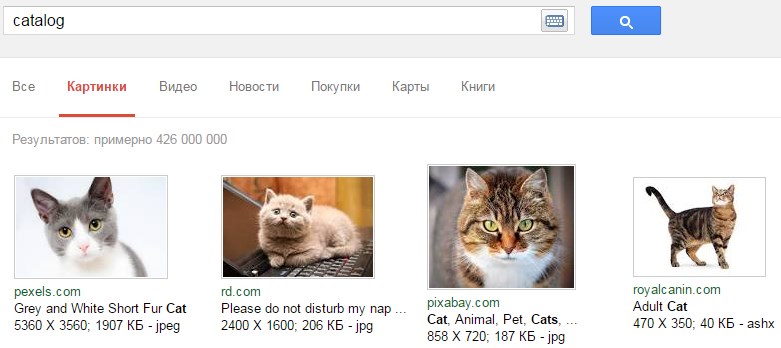 catalog
Все Картинки Видео Новости Покупки Карты Книги
Результатов: примерно 426 000 000
pexels.com
Grey and White Short Fur Cat
5360 X 3560; 1907 КБ - jpeg
rd.com
Please do not disturb my nap ...
2400 X 1600; 206 КБ - jpg
pixabay.com
Cat, Animal, Pet, Cats, ...
858 X 720; 187 КБ - jpg
royalcanin.com
Adult Cat
470 X 350; 40 КБ - ashx